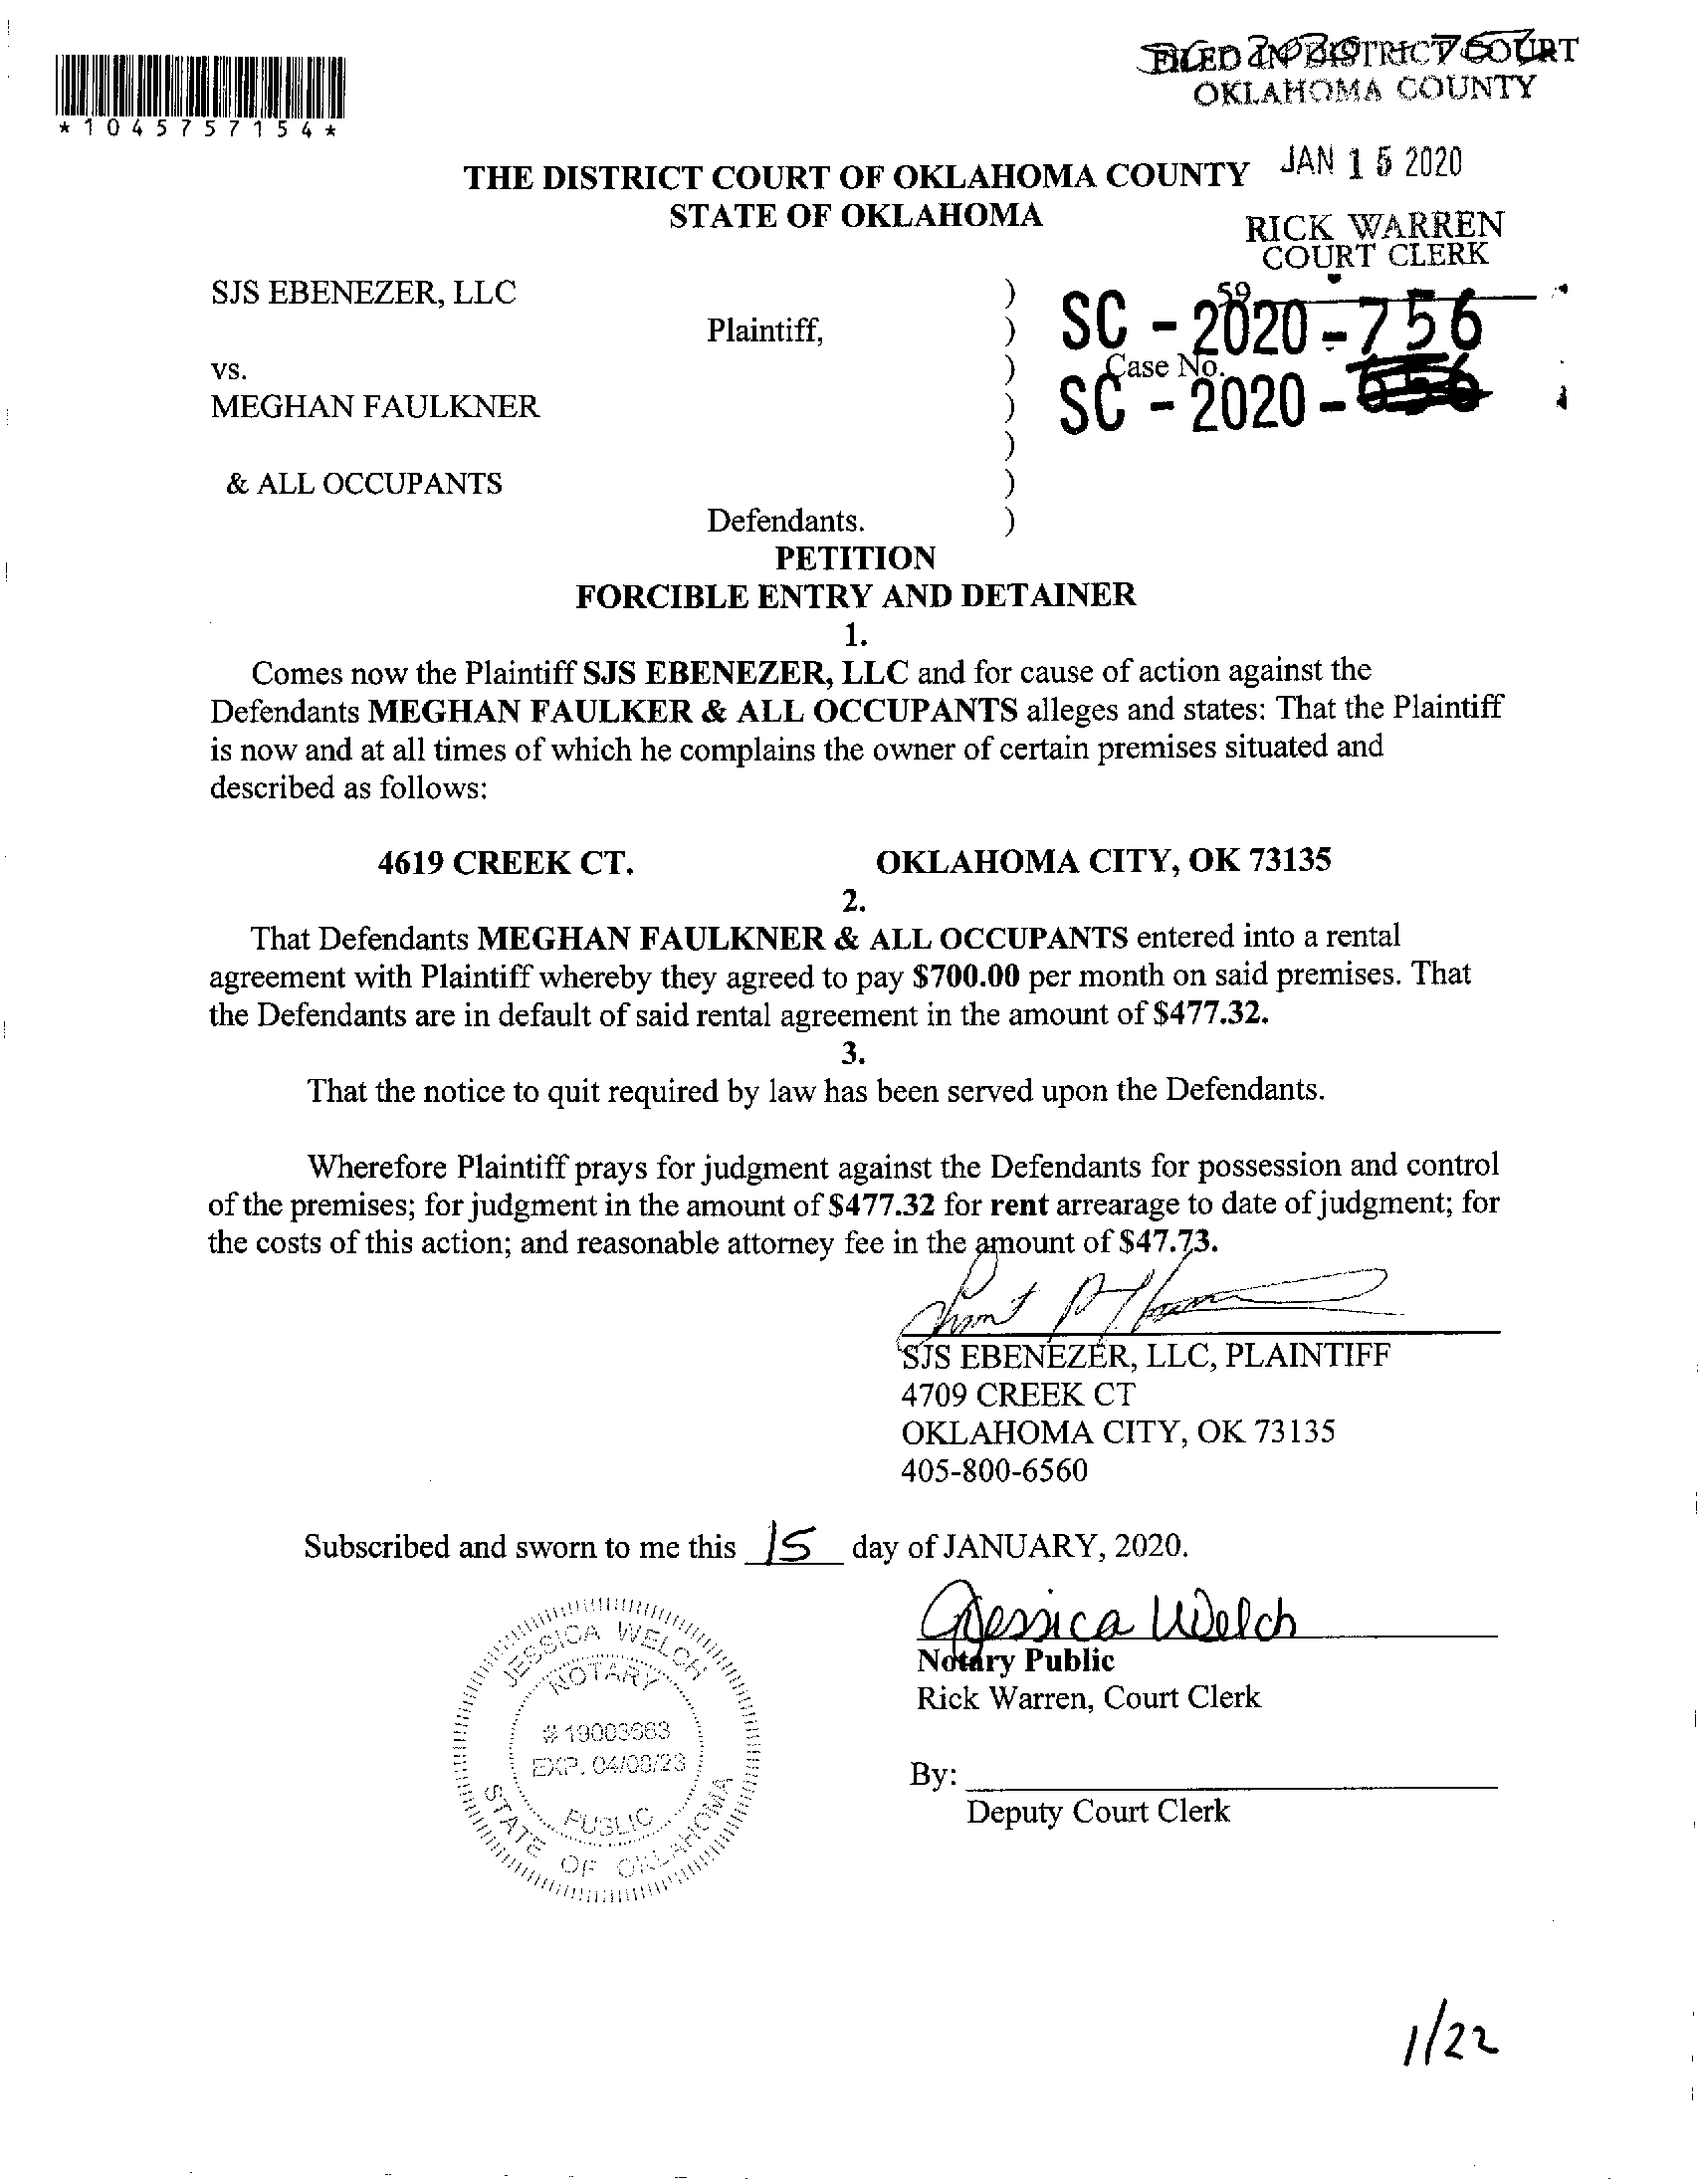 *1045757154*
FILED IN DISTRICT COURT
OKLAHOMA COUNTY
JAN 15 2020
RICK WARREN
COURT CLERK
59
THE DISTRICT COURT OF OKLAHOMA COUNTY
STATE OF OKLAHOMA
SJS EBENEZER, LLC )
Plaintiff, )
SC - 2020 - 756
vs. )
Case No.
MEGHAN FAULKNER )
SC - 2020 -
)
& ALL OCCUPANTS )
Defendants. )
PETITION
FORCIBLE ENTRY AND DETAINER
1.
Comes now the Plaintiff SJS EBENEZER, LLC and for cause of action against the
Defendants MEGHAN FAULKER & ALL OCCUPANTS alleges and states: That the Plaintiff
is now and at all times of which he complains the owner of certain premises situated and
described as follows:
4619 CREEK CT. OKLAHOMA CITY, OK 73135
2.
That Defendants MEGHAN FAULKNER & ALL OCCUPANTS entered into a rental
agreement with Plaintiff whereby they agreed to pay $700.00 per month on said premises. That
the Defendants are in default of said rental agreement in the amount of $477.32.
3.
That the notice to quit required by law has been served upon the Defendants.
Wherefore Plaintiff prays for judgment against the Defendants for possession and control
of the premises; for judgment in the amount of $477.32 for rent arrearage to date of judgment; for
the costs of this action; and reasonable attorney fee in the amount of $47.73.
SJS EBENEZER, LLC, PLAINTIFF
4709 CREEK CT
OKLAHOMA CITY, OK 73135
405-800-6560
Subscribed and sworn to me this 15 day of JANUARY, 2020.
Jessica Welch
Notary Public
Rick Warren, Court Clerk
By:
Deputy Court Clerk
JESSICA WELCH
NOTARY
# 19003663
EXP. 04/08/23
PUBLIC
STATE OF OKLAHOMA
1/22